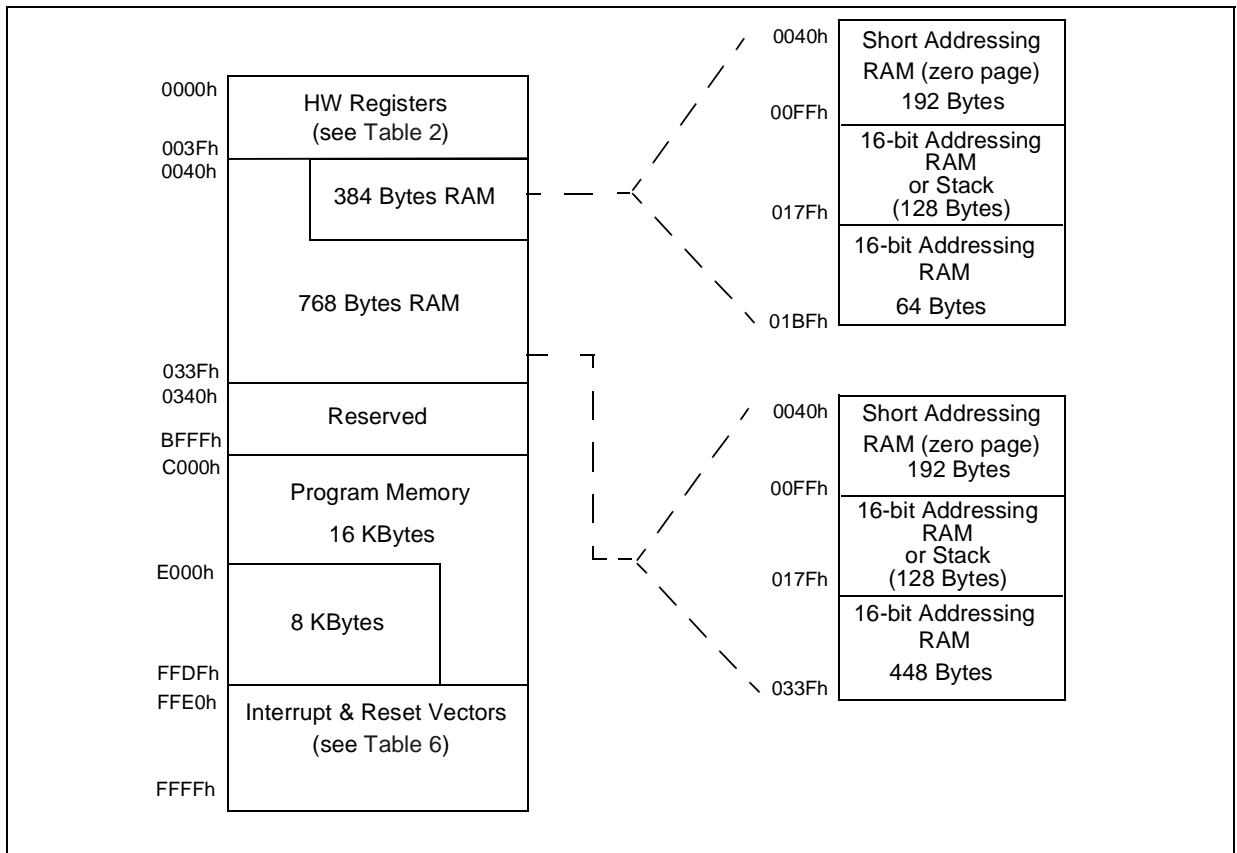 0000h
HW Registers
(see Table 2)
003Fh
0040h
384 Bytes RAM
768 Bytes RAM
033Fh
0340h
Reserved
BFFFh
C000h
Program Memory
16 KBytes
E000h
8 KBytes
FFDFh
FFE0h
Interrupt & Reset Vectors
(see Table 6)
FFFFh
0040h
Short Addressing
RAM (zero page)
192 Bytes
00FFh
16-bit Addressing
RAM
or Stack
(128 Bytes)
017Fh
16-bit Addressing
RAM
64 Bytes
01BFh
0040h
Short Addressing
RAM (zero page)
192 Bytes
00FFh
16-bit Addressing
RAM
or Stack
(128 Bytes)
017Fh
16-bit Addressing
RAM
448 Bytes
033Fh